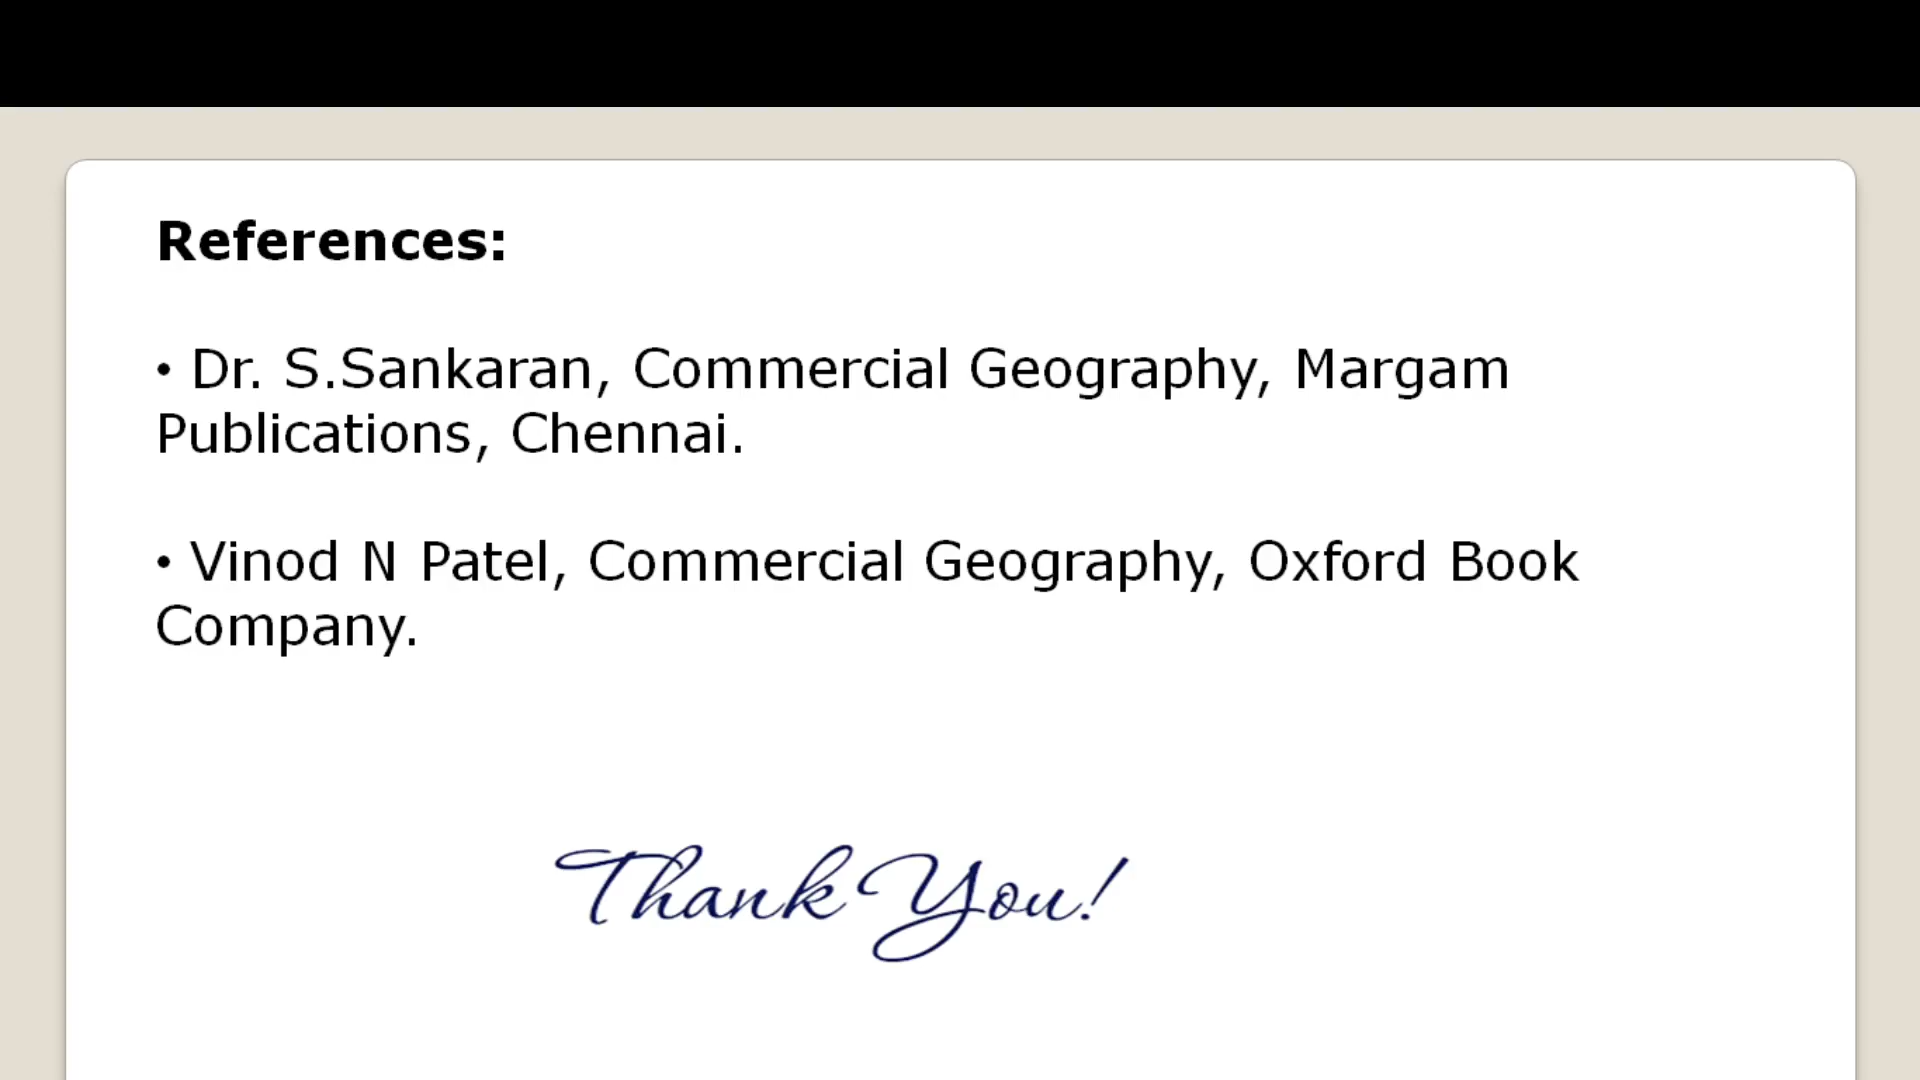 References:
• Dr. S.Sankaran, Commercial Geography, Margam
Publications, Chennai.
• Vinod N Patel, Commercial Geography, Oxford Book
Company.
Thank You!